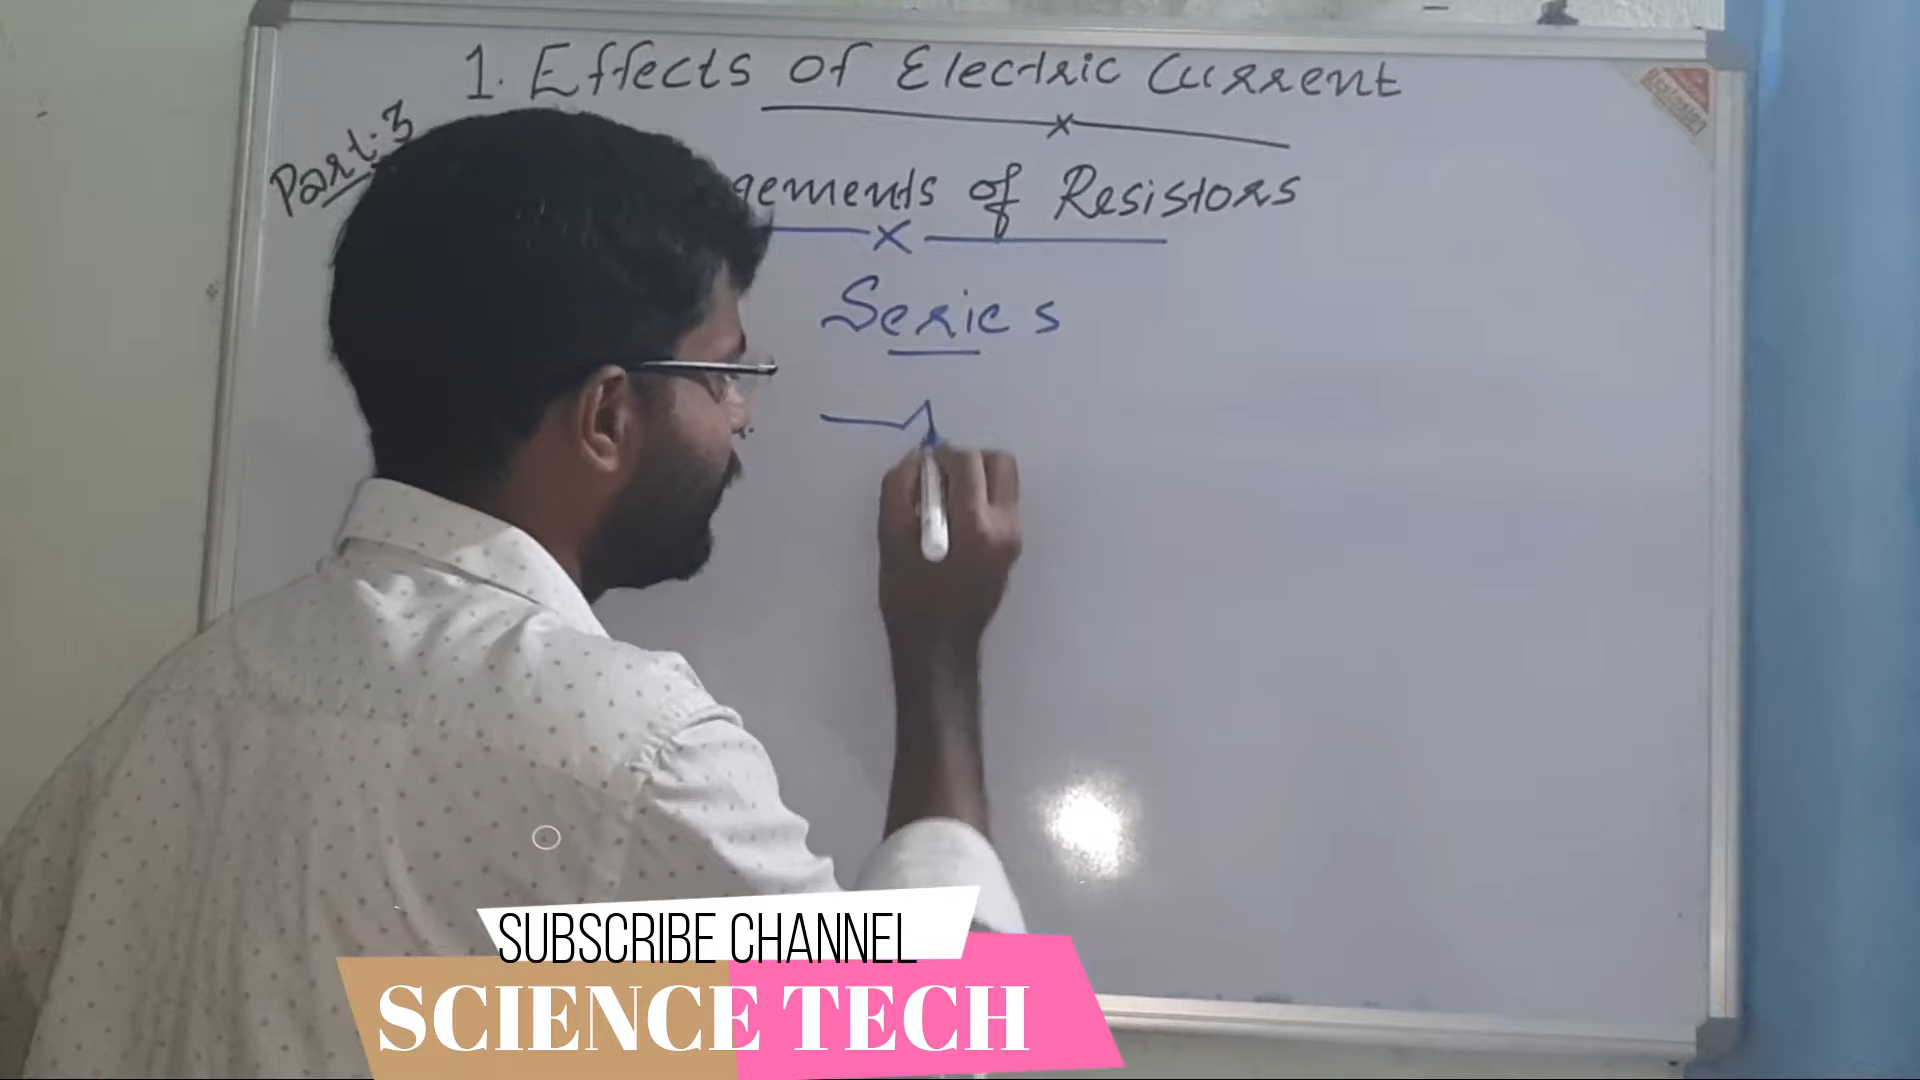 1. Effects of Electric Current
Part: 3
gements of Resistors
Series
SUBSCRIBE CHANNEL
SCIENCE TECH